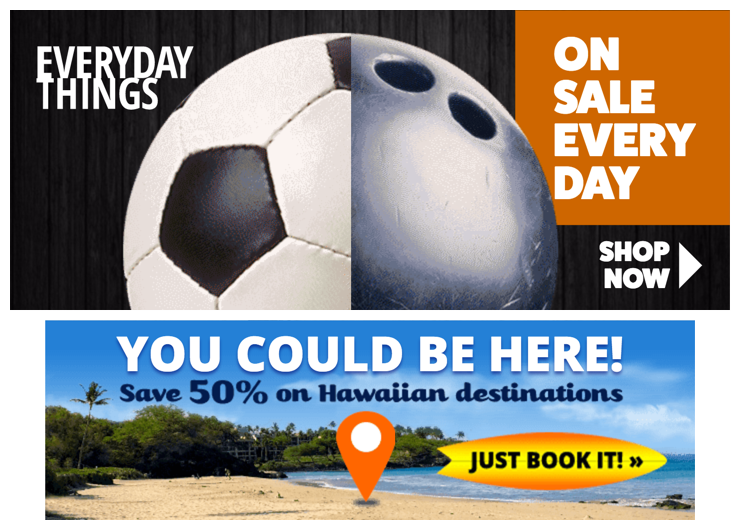 EVERYDAY
THINGS
ON
SALE
EVERY
DAY
SHOP
NOW
YOU COULD BE HERE!
Save 50% on Hawaiian destinations
JUST BOOK IT! »